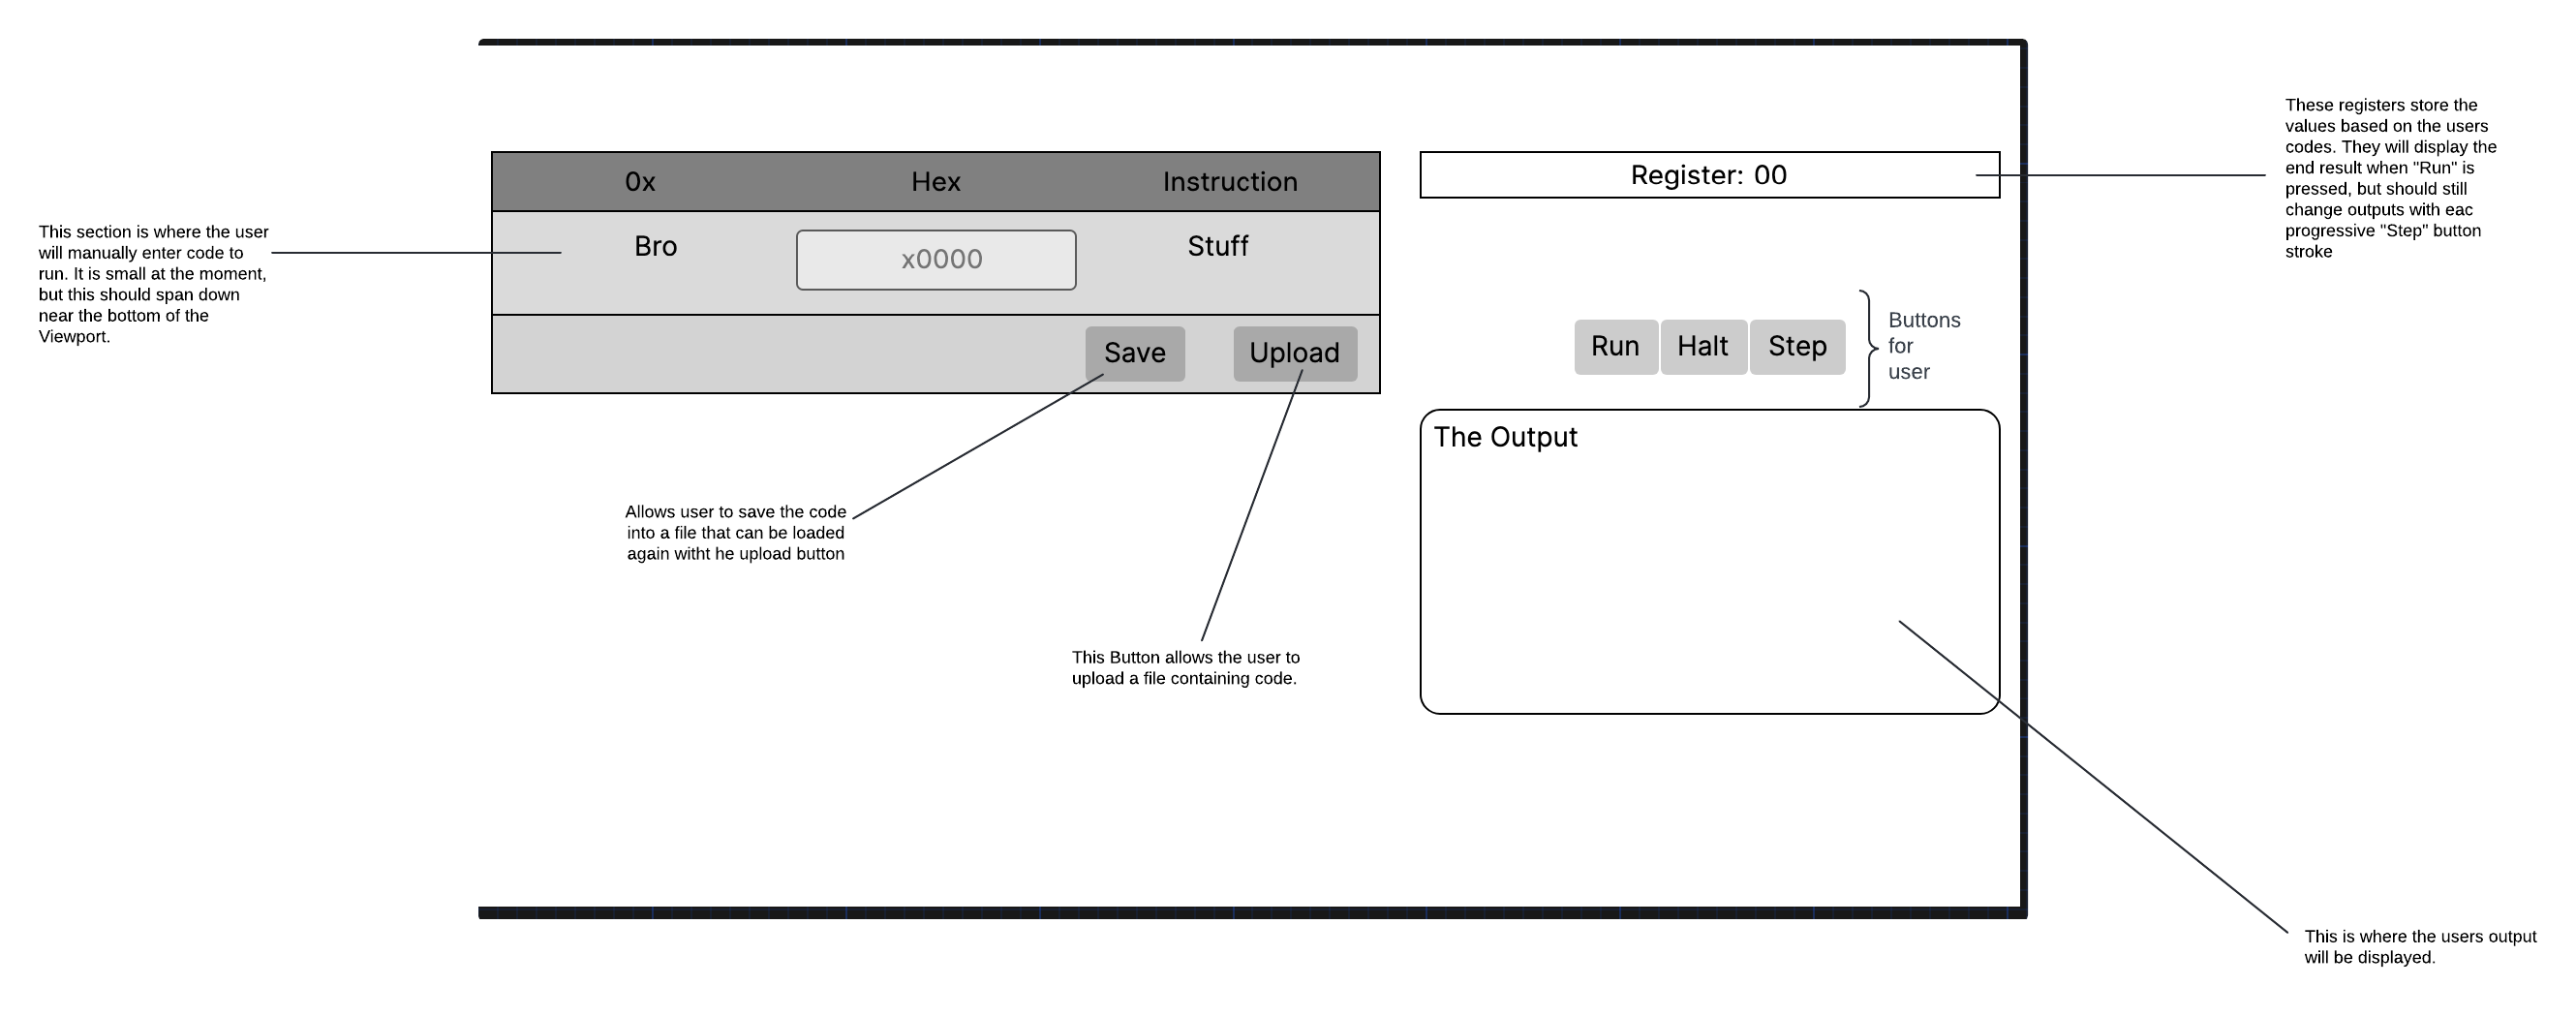 These registers store the
values based on the users
codes. They will display the
end result when "Run" is
pressed, but should still
change outputs with eac
progressive "Step" button
stroke
0x Hex Instruction
Register: 00
This section is where the user
will manually enter code to
run. It is small at the moment,
but this should span down
near the bottom of the
Viewport.
Bro x0000 Stuff
Save Upload
Run Halt Step
Buttons
for
user
The Output
Allows user to save the code
into a file that can be loaded
again witht he upload button
This Button allows the user to
upload a file containing code.
This is where the users output
will be displayed.